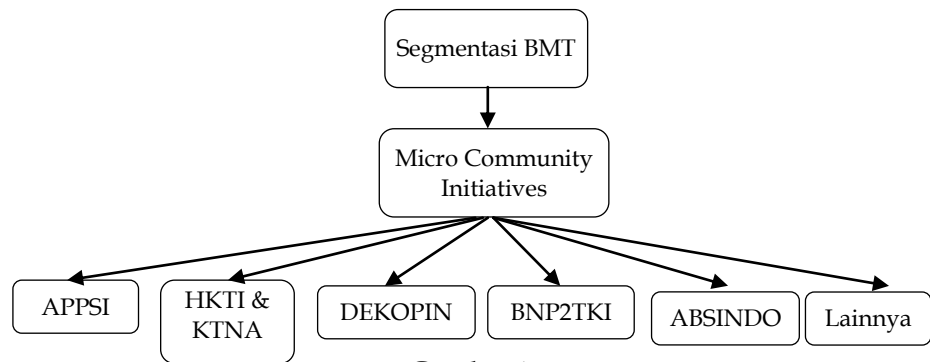 Segmentasi BMT
Micro Community
Initiatives
APPSI
HKTI &
KTNA
DEKOPIN
BNP2TKI
ABSINDO
Lainnya